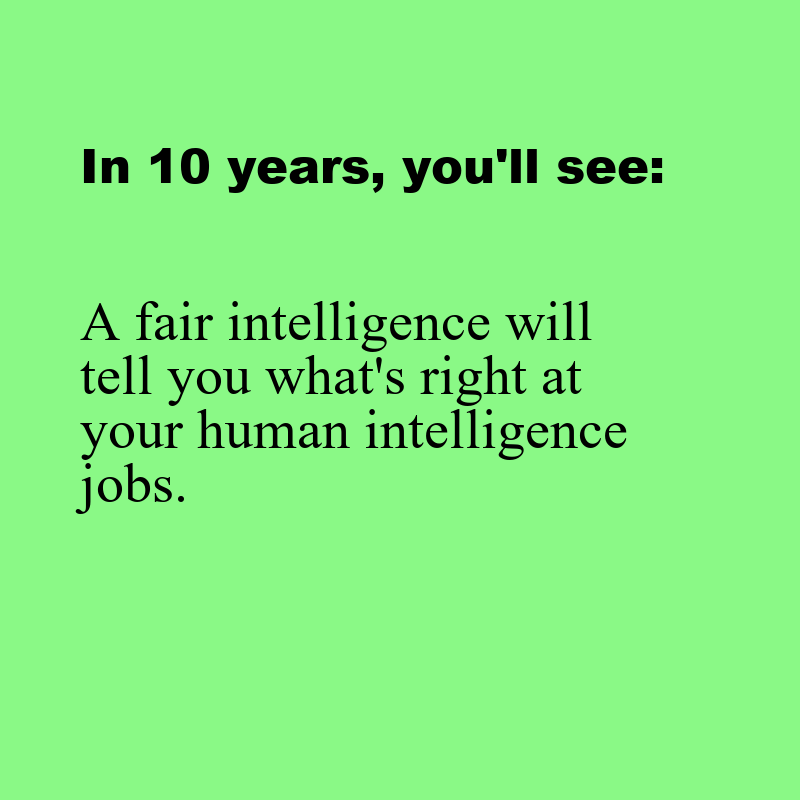 In 10 years, you'll see:
A fair intelligence will
tell you what's right at
your human intelligence
jobs.